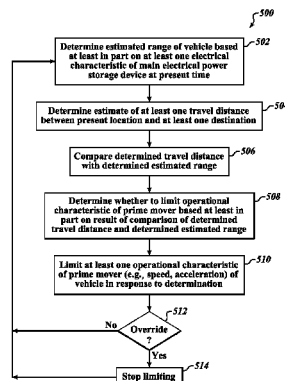 500
Determine estimated range of vehicle based
at least in part on at least one electrical
characteristic of main electrical power
storage device at present time
502
Determine estimate of at least one travel distance
between present location and at least one destination
50
Compare determined travel distance
with determined estimated range
506
Determine whether to limit operational
characteristic of prime mover based at least in
part on result of comparison of determined
travel distance and determined estimated range
508
Limit at least one operational characteristic
of prime mover (e.g., speed, acceleration) of
vehicle in response to determination
510
Override
?
512
No
Yes
Stop limiting
514